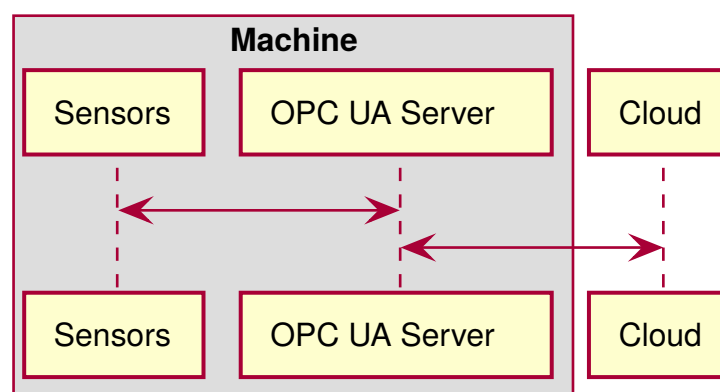 Machine
Sensors
OPC UA Server
Cloud
Sensors
OPC UA Server
Cloud